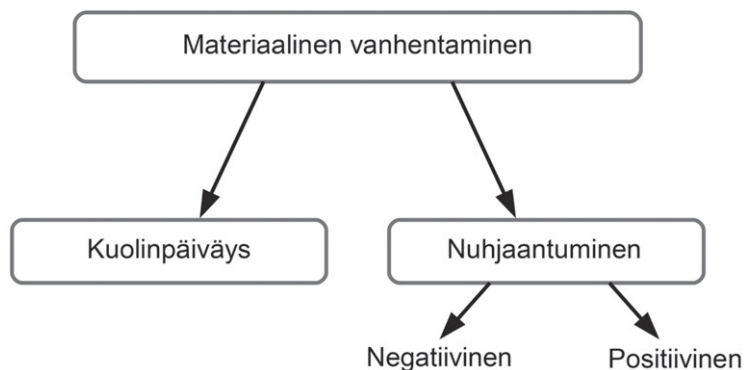 Materiaalinen vanhentaminen
Kuolinpäiväys
Nuhjaantuminen
Negatiivinen
Positiivinen